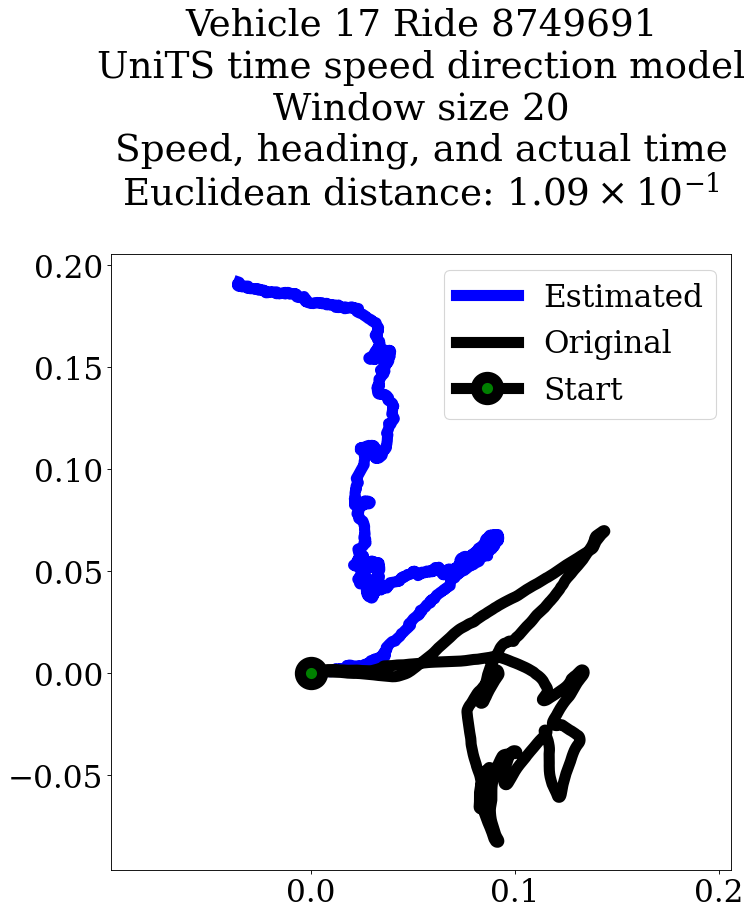 Vehicle 17 Ride 8749691
UniTS time speed direction model
Window size 20
Speed, heading, and actual time
Euclidean distance: 1.09 × 10⁻¹
0.20
0.15
0.10
0.05
0.00
−0.05
0.0
0.1
0.2
Estimated
Original
Start